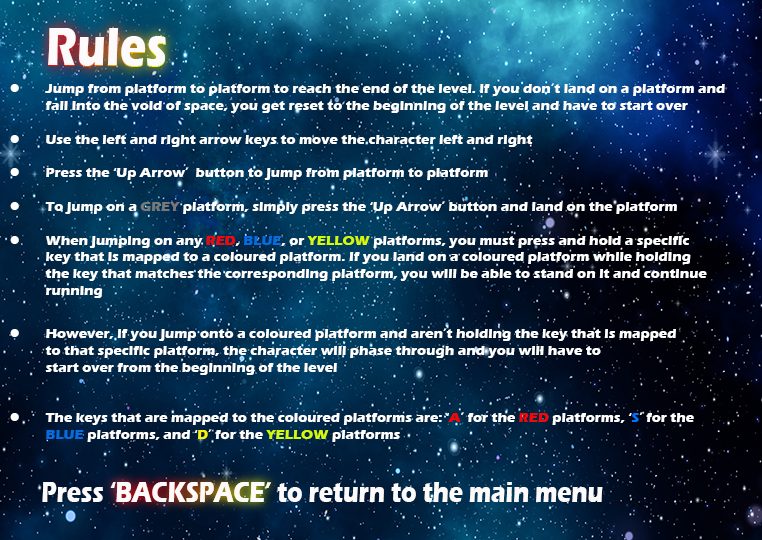 Rules
• Jump from platform to platform to reach the end of the level. If you don't land on a platform and
fall into the void of space, you get reset to the beginning of the level and have to start over
• Use the left and right arrow keys to move the character left and right
• Press the 'Up Arrow'  button to jump from platform to platform
• To jump on a GREY platform, simply press the 'Up Arrow' button and land on the platform
• When jumping on any RED, BLUE, or YELLOW platforms, you must press and hold a specific
key that is mapped to a coloured platform. If you land on a coloured platform while holding
the key that matches the corresponding platform, you will be able to stand on it and continue
running
• However, if you jump onto a coloured platform and aren't holding the key that is mapped
to that specific platform, the character will phase through and you will have to
start over from the beginning of the level
• The keys that are mapped to the coloured platforms are: 'A' for the RED platforms, 'S' for the
BLUE platforms, and 'D' for the YELLOW platforms
Press 'BACKSPACE' to return to the main menu